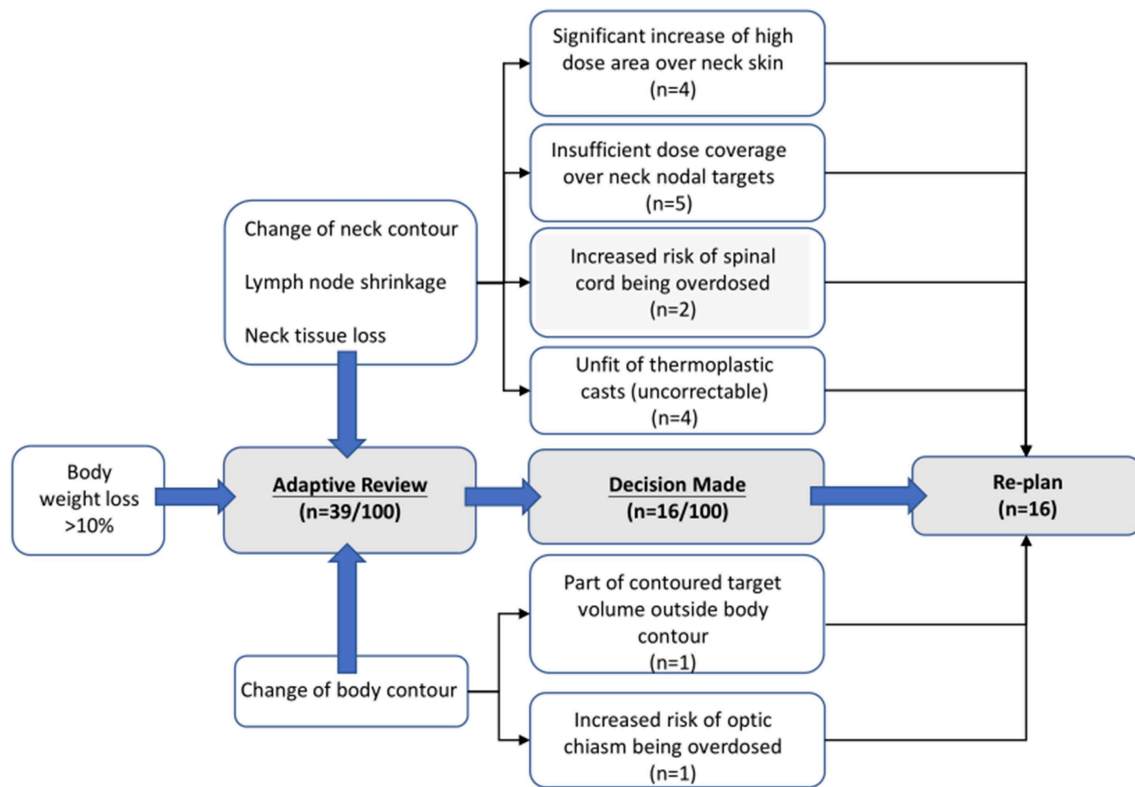 Significant increase of high
dose area over neck skin
(n=4)
Insufficient dose coverage
over neck nodal targets
(n=5)
Change of neck contour
Lymph node shrinkage
Neck tissue loss
Increased risk of spinal
cord being overdosed
(n=2)
Unfit of thermoplastic
casts (uncorrectable)
(n=4)
Body
weight loss
>10%
Adaptive Review
(n=39/100)
Decision Made
(n=16/100)
Re-plan
(n=16)
Part of contoured target
volume outside body
contour
(n=1)
Change of body contour
Increased risk of optic
chiasm being overdosed
(n=1)